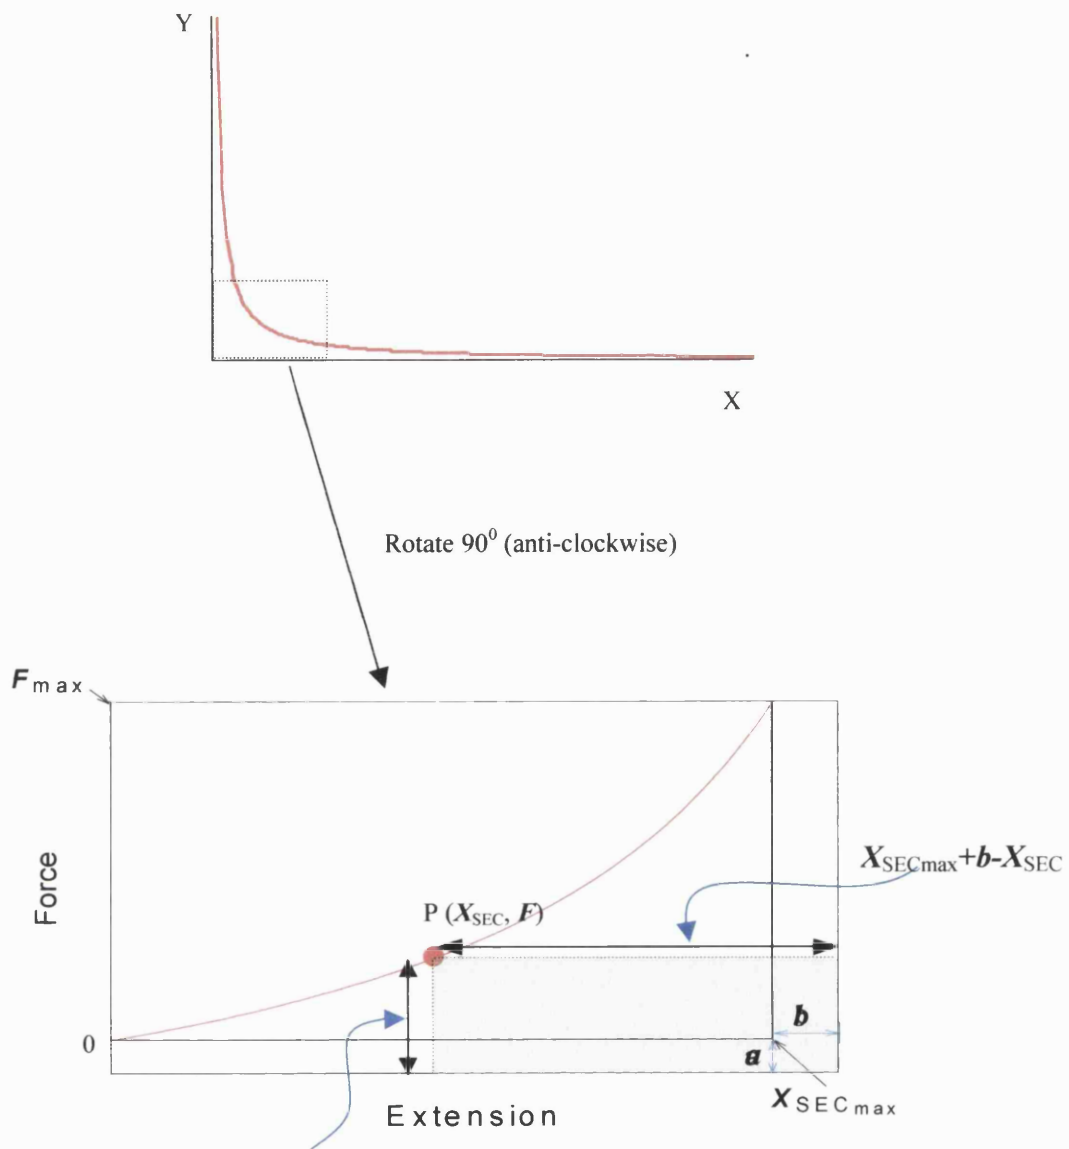 Y
X
Rotate 90⁰ (anti-clockwise)
Fmax
Force
XSECmax+b-XSEC
P (XSEC, F)
0
b
a
XSECmax
Extension